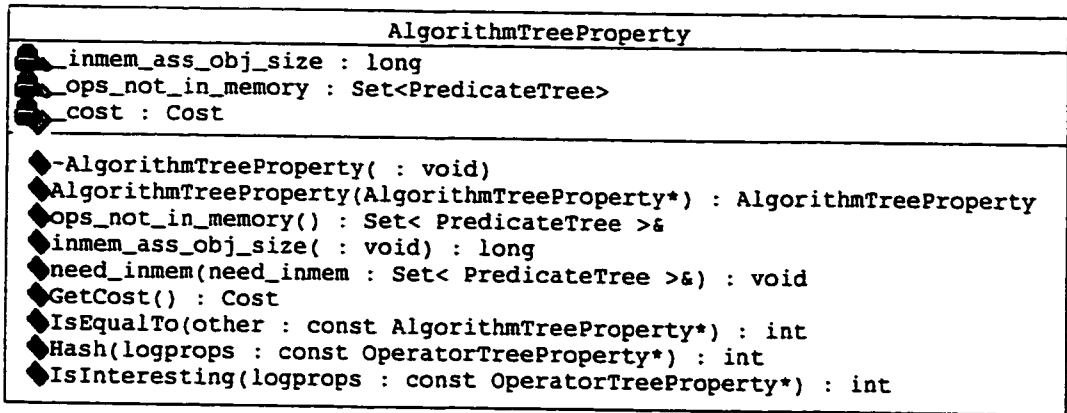 AlgorithmTreeProperty
_inmem_ass_obj_size : long
_ops_not_in_memory : Set<PredicateTree>
_cost : Cost
~AlgorithmTreeProperty( : void)
AlgorithmTreeProperty(AlgorithmTreeProperty*) : AlgorithmTreeProperty
ops_not_in_memory() : Set< PredicateTree >&
inmem_ass_obj_size( : void) : long
need_inmem(need_inmem : Set< PredicateTree >&) : void
GetCost() : Cost
IsEqualTo(other : const AlgorithmTreeProperty*) : int
Hash(logprops : const OperatorTreeProperty*) : int
IsInteresting(logprops : const OperatorTreeProperty*) : int